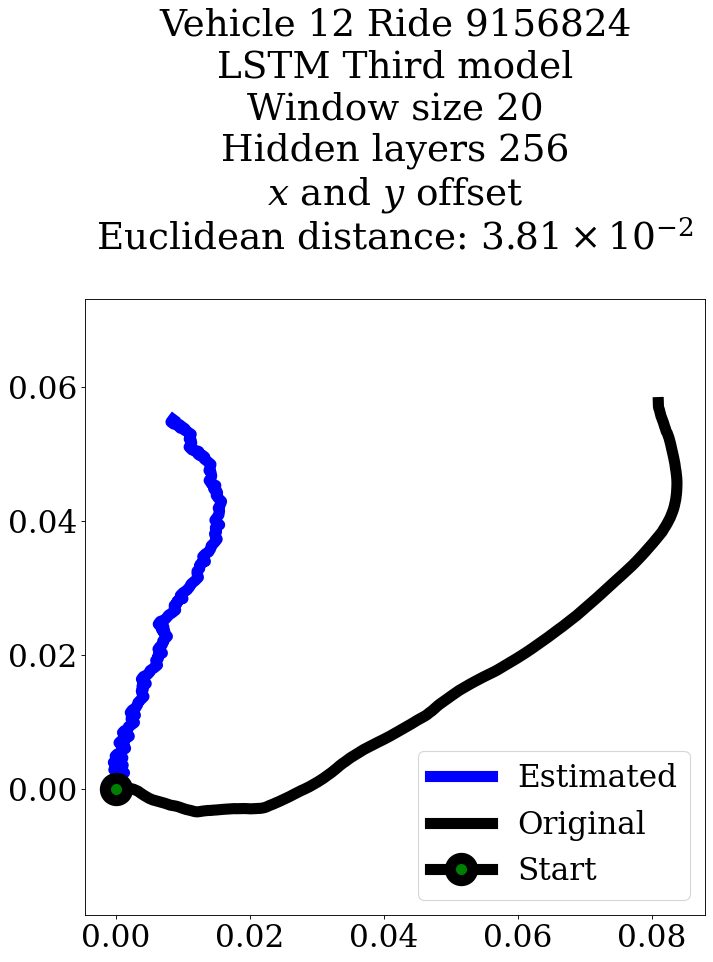 Vehicle 12 Ride 9156824
LSTM Third model
Window size 20
Hidden layers 256
x and y offset
Euclidean distance: 3.81 × 10⁻²
0.06
0.04
0.02
0.00
Estimated
Original
Start
0.00 0.02 0.04 0.06 0.08